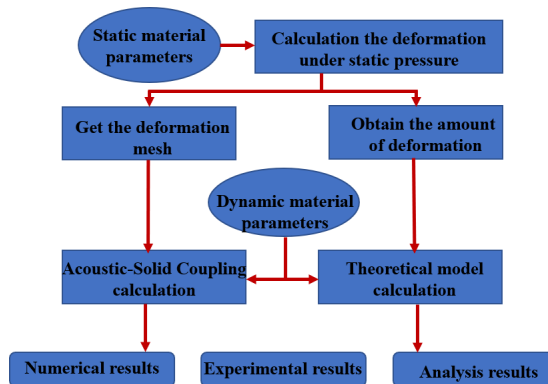 Static material
parameters
Calculation the deformation
under static pressure
Get the deformation
mesh
Obtain the amount
of deformation
Dynamic material
parameters
Acoustic-Solid Coupling
calculation
Theoretical model
calculation
Numerical results
Experimental results
Analysis results